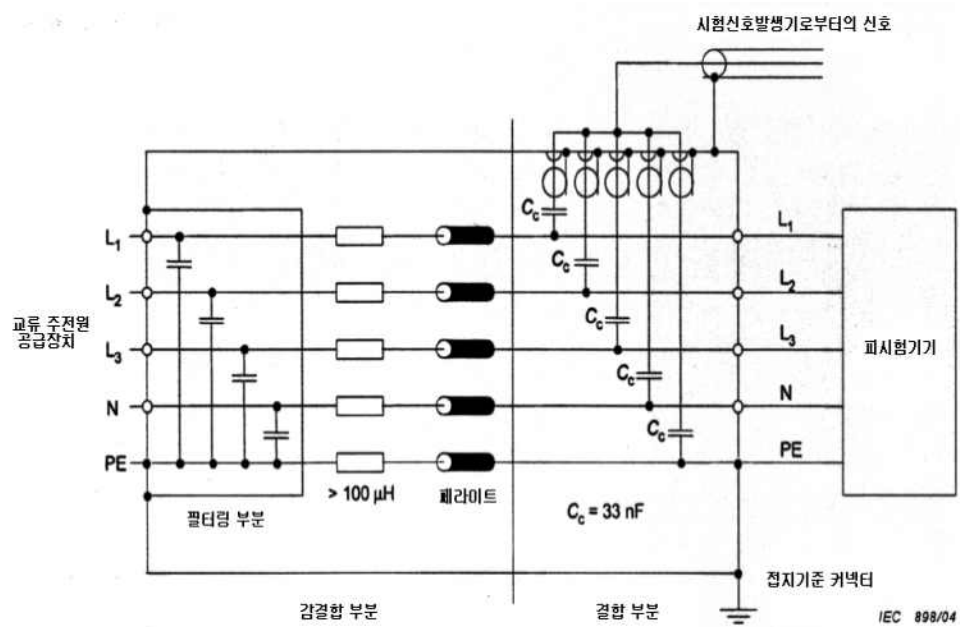 시험신호발생기로부터의 신호
Cc
L1
L1
Cc
L2
L2
교류 주전원
공급장치
Cc
L3
L3
피시험기기
Cc
N
N
Cc
PE
PE
> 100 µH
페라이트
필터링 부분
Cc = 33 nF
접지기준 커넥터
감결합 부분
결합 부분
IEC 898/04